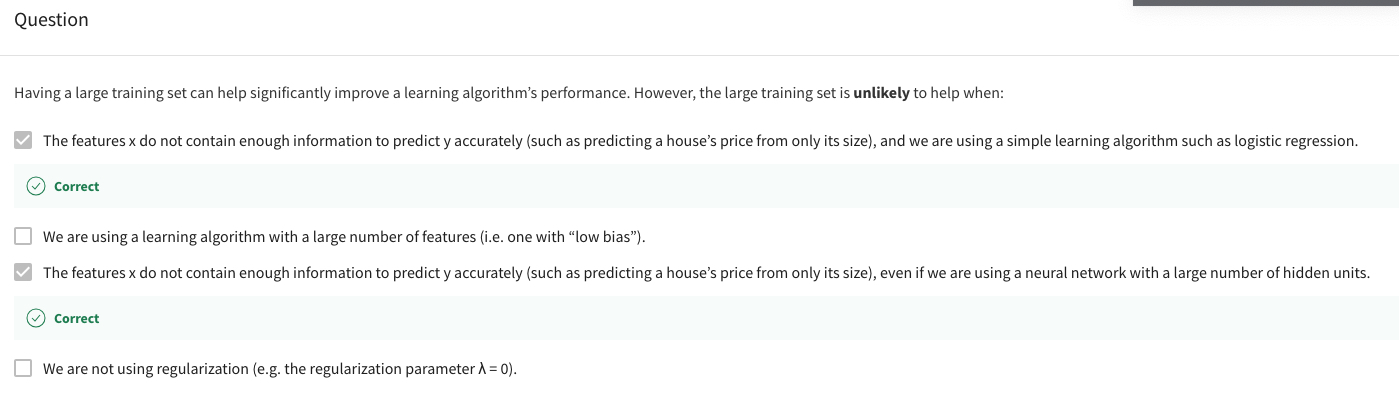 Question
Having a large training set can help significantly improve a learning algorithm’s performance. However, the large training set is unlikely to help when:
The features x do not contain enough information to predict y accurately (such as predicting a house’s price from only its size), and we are using a simple learning algorithm such as logistic regression.
Correct
We are using a learning algorithm with a large number of features (i.e. one with “low bias”).
The features x do not contain enough information to predict y accurately (such as predicting a house’s price from only its size), even if we are using a neural network with a large number of hidden units.
Correct
We are not using regularization (e.g. the regularization parameter λ = 0).